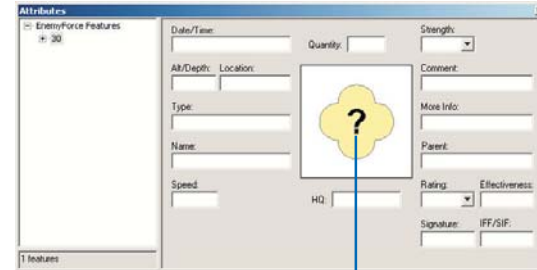 Attributes
EnemyForce Features
30
Date/Time:
Quantity:
Strength:
Alt/Depth: Location:
Comment:
?
Type:
More Info:
Name:
Parent:
Speed:
HQ:
Rating: Effectiveness:
Signature: IFF/SIF:
1 features